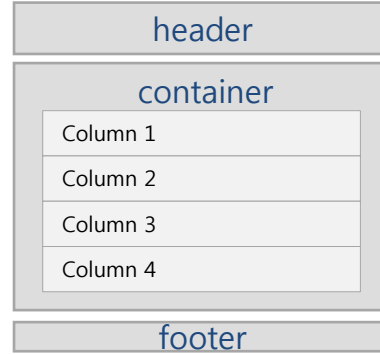 header
container
Column 1
Column 2
Column 3
Column 4
footer